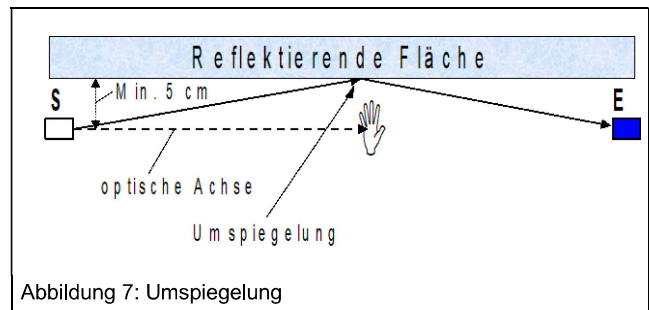 Reflektierende Fläche
Min. 5 cm
S
E
optische Achse
Umspiegelung
Abbildung 7: Umspiegelung